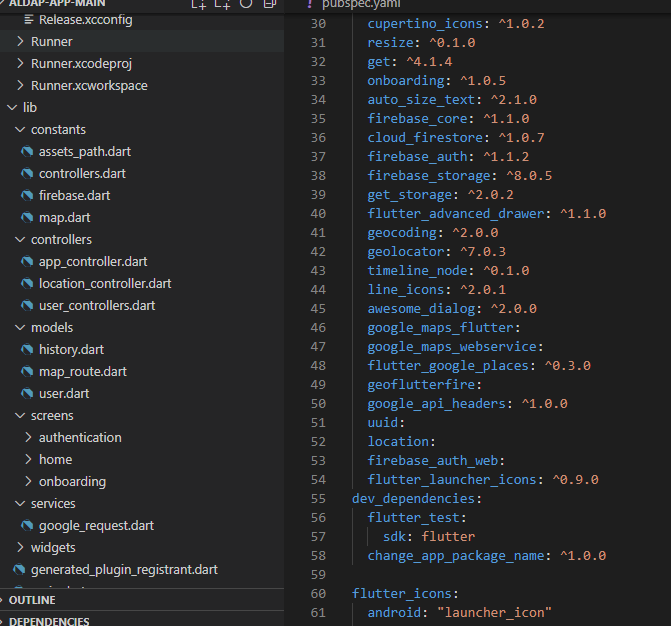 ALDAP-APP-MAIN
Release.xcconfig
Runner
Runner.xcodeproj
Runner.xcworkspace
lib
constants
assets_path.dart
controllers.dart
firebase.dart
map.dart
controllers
app_controller.dart
location_controller.dart
user_controllers.dart
models
history.dart
map_route.dart
user.dart
screens
authentication
home
onboarding
services
google_request.dart
widgets
generated_plugin_registrant.dart
OUTLINE
DEPENDENCIES
! pubspec.yaml
30 cupertino_icons: ^1.0.2
31 resize: ^0.1.0
32 get: ^4.1.4
33 onboarding: ^1.0.5
34 auto_size_text: ^2.1.0
35 firebase_core: ^1.1.0
36 cloud_firestore: ^1.0.7
37 firebase_auth: ^1.1.2
38 firebase_storage: ^8.0.5
39 get_storage: ^2.0.2
40 flutter_advanced_drawer: ^1.1.0
41 geocoding: ^2.0.0
42 geolocator: ^7.0.3
43 timeline_node: ^0.1.0
44 line_icons: ^2.0.1
45 awesome_dialog: ^2.0.0
46 google_maps_flutter:
47 google_maps_webservice:
48 flutter_google_places: ^0.3.0
49 geoflutterfire:
50 google_api_headers: ^1.0.0
51 uuid:
52 location:
53 firebase_auth_web:
54 flutter_launcher_icons: ^0.9.0
55 dev_dependencies:
56 flutter_test:
57 sdk: flutter
58 change_app_package_name: ^1.0.0
59
60 flutter_icons:
61 android: "launcher_icon"